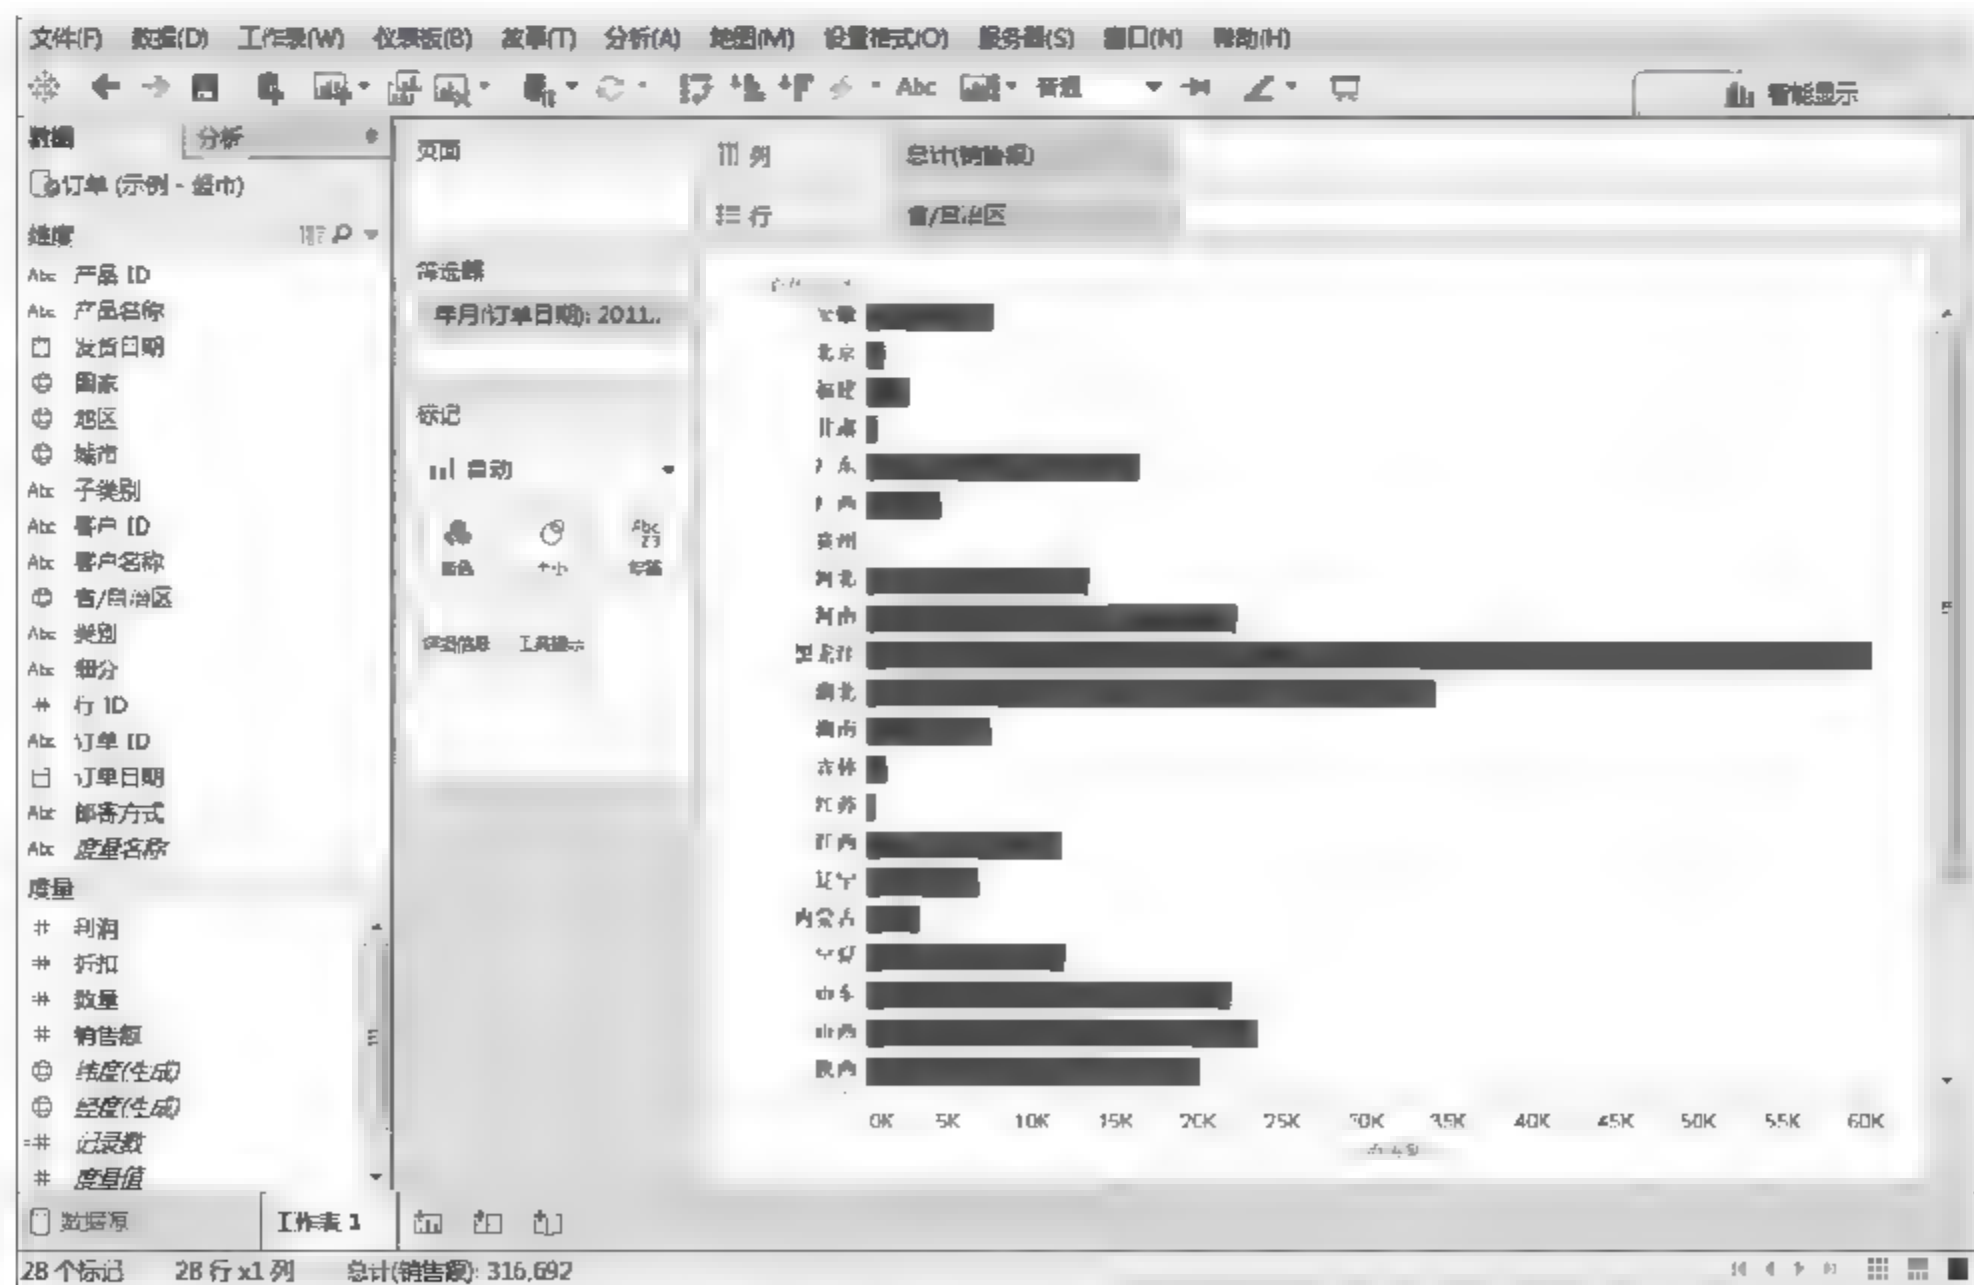 文件(F) 数据(D) 工作表(W) 仪表板(B) 故事(T) 分析(A) 地图(M) 设置格式(O) 服务器(S) 窗口(N) 帮助(H)
Abc 普通 智能显示
数据 分析
订单 (示例 - 超市)
维度
Abc 产品 ID
Abc 产品名称
发货日期
国家
地区
城市
Abc 子类别
Abc 客户 ID
Abc 客户名称
省/自治区
Abc 类别
Abc 细分
# 行 ID
Abc 订单 ID
订单日期
Abc 邮寄方式
Abc 度量名称
度量
# 利润
# 折扣
# 数量
# 销售额
纬度(生成)
经度(生成)
=# 记录数
# 度量值
页面
筛选器
年月(订单日期): 2011..
标记
自动
颜色 大小 标签
详细信息 工具提示
列 总计(销售额)
行 省/自治区
安徽
北京
福建
甘肃
广东
广西
贵州
河北
河南
黑龙江
湖北
湖南
吉林
江苏
江西
辽宁
内蒙古
宁夏
山东
山西
陕西
0K 5K 10K 15K 20K 25K 30K 35K 40K 45K 50K 55K 60K
数据源 工作表 1
28 个标记 28 行 x1 列 总计(销售额): 316,692